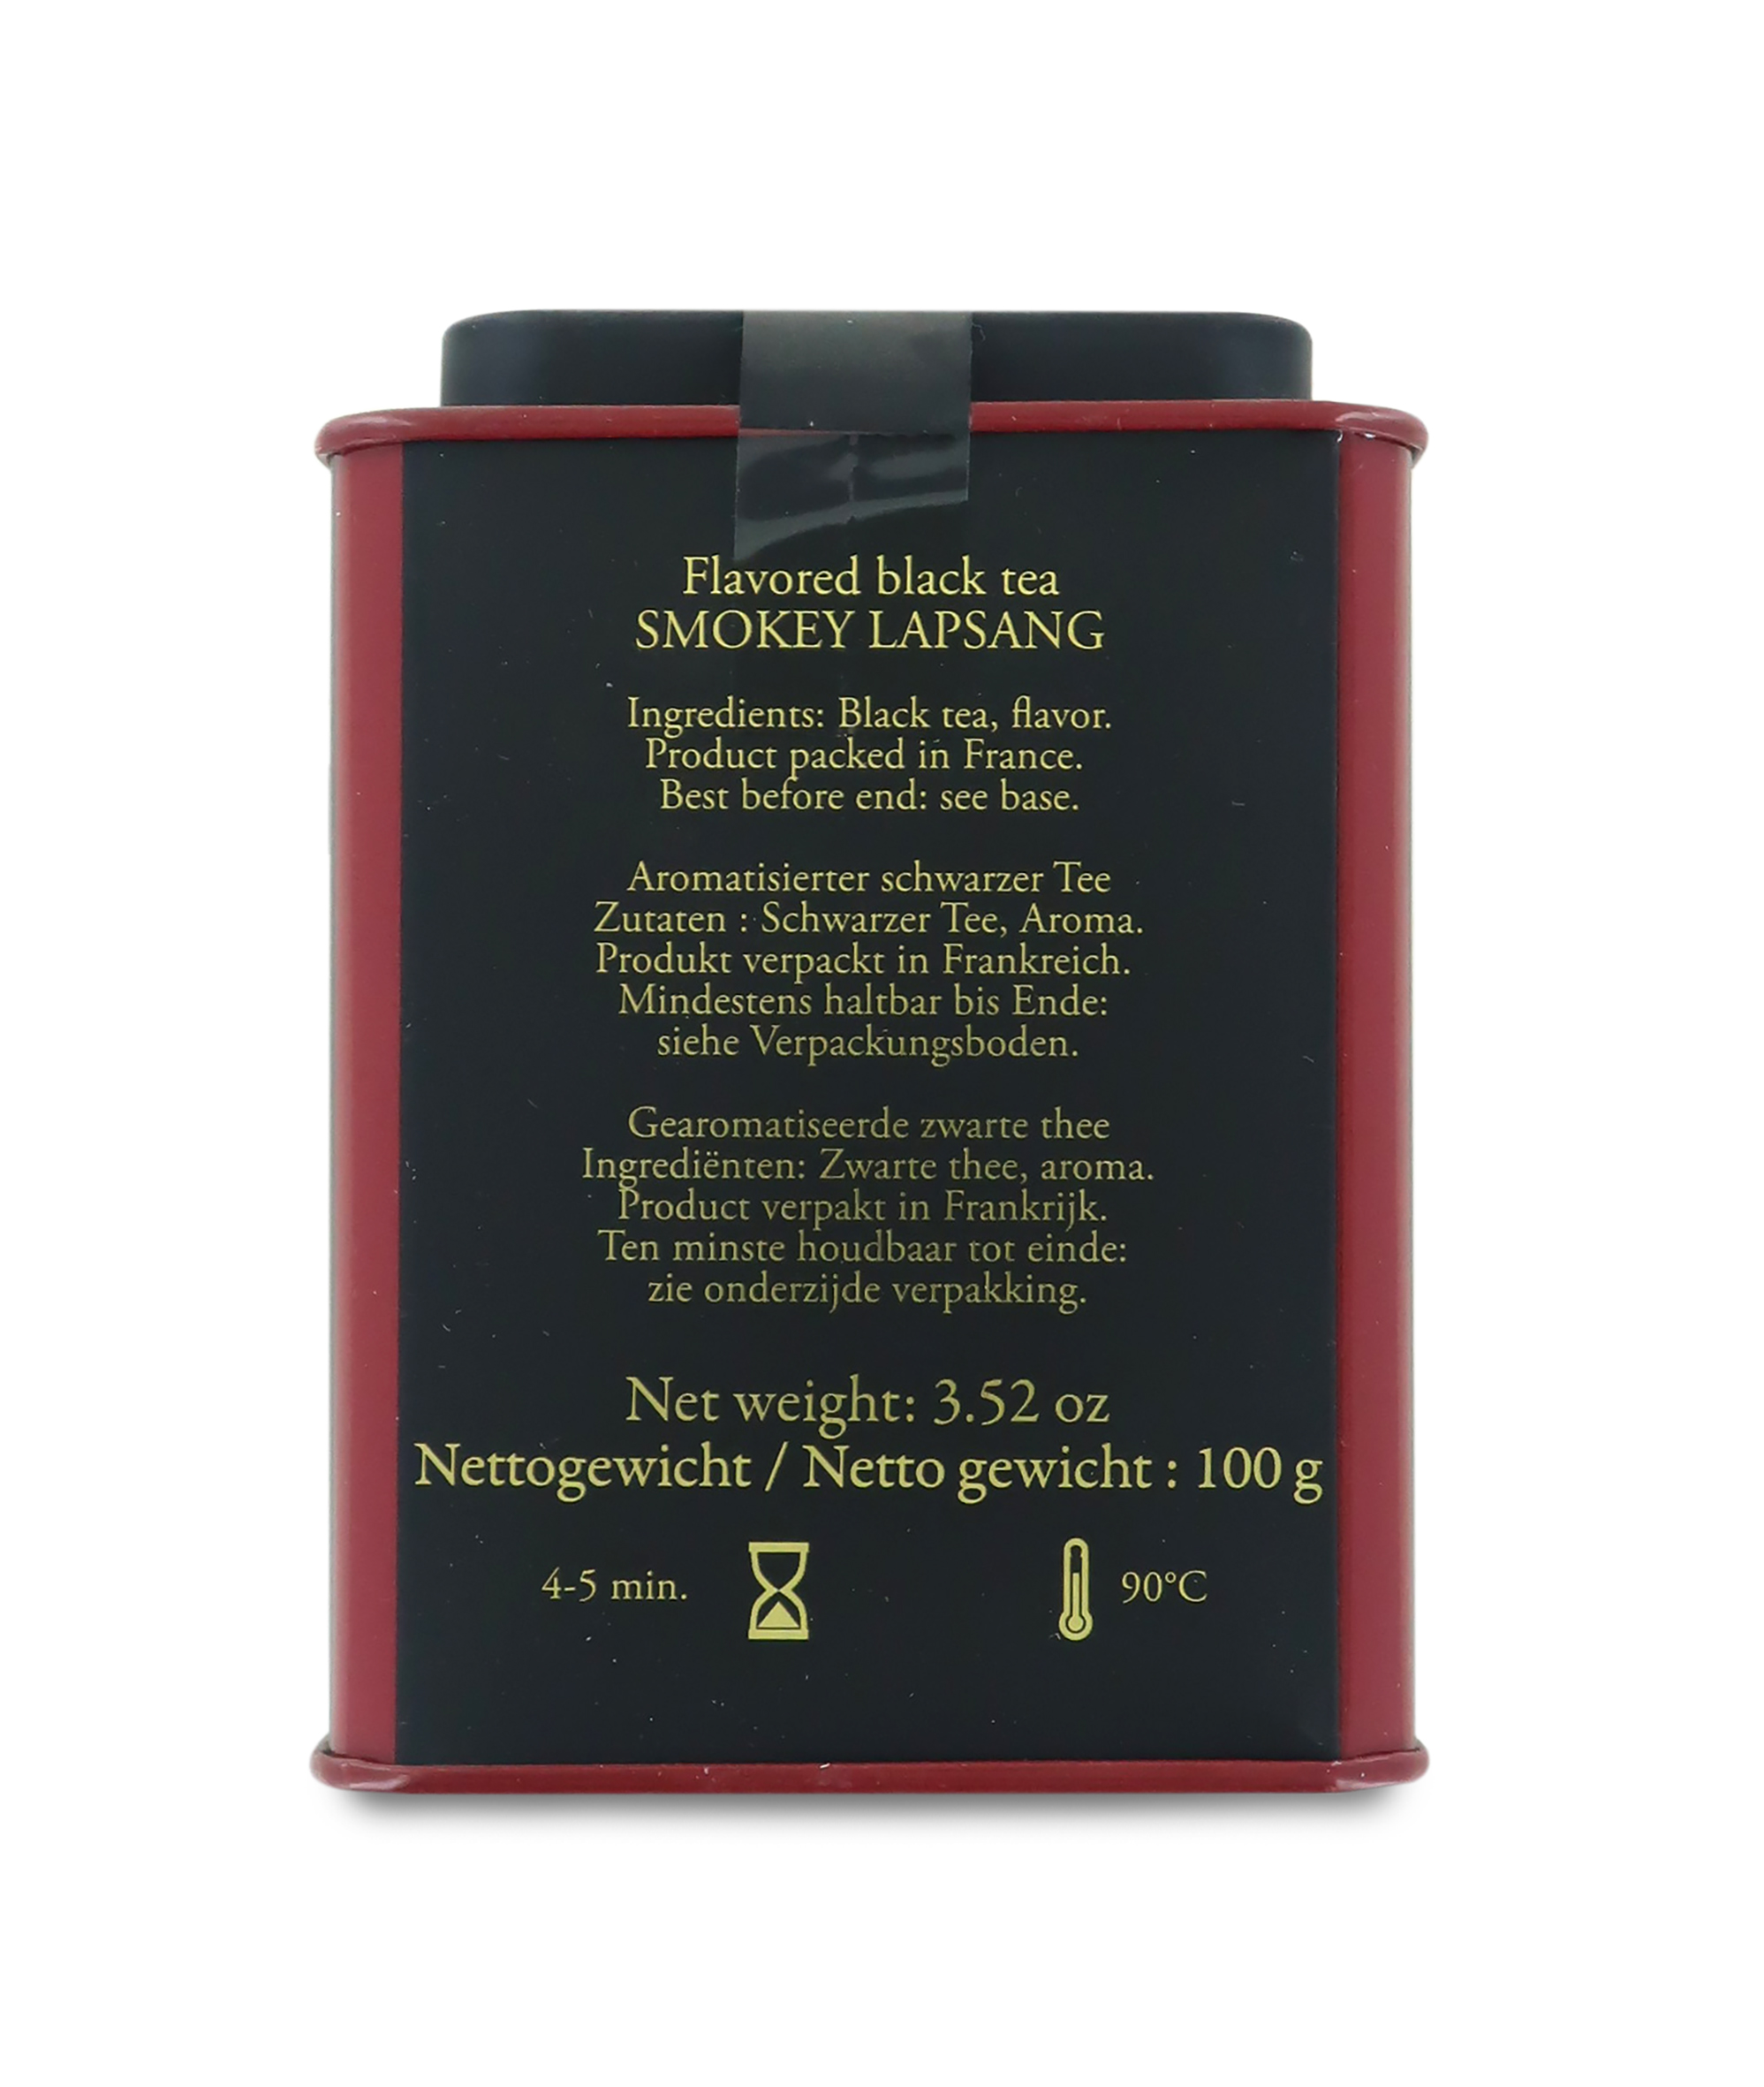 Flavored black tea
SMOKEY LAPSANG
Ingredients: Black tea, flavor.
Product packed in France.
Best before end: see base.
Aromatisierter schwarzer Tee
Zutaten : Schwarzer Tee, Aroma.
Produkt verpackt in Frankreich.
Mindestens haltbar bis Ende:
siehe Verpackungsboden.
Gearomatiseerde zwarte thee
Ingrediënten: Zwarte thee, aroma.
Product verpakt in Frankrijk.
Ten minste houdbaar tot einde:
zie onderzijde verpakking.
Net weight: 3.52 oz
Nettogewicht / Netto gewicht : 100 g
4-5 min. 90°C